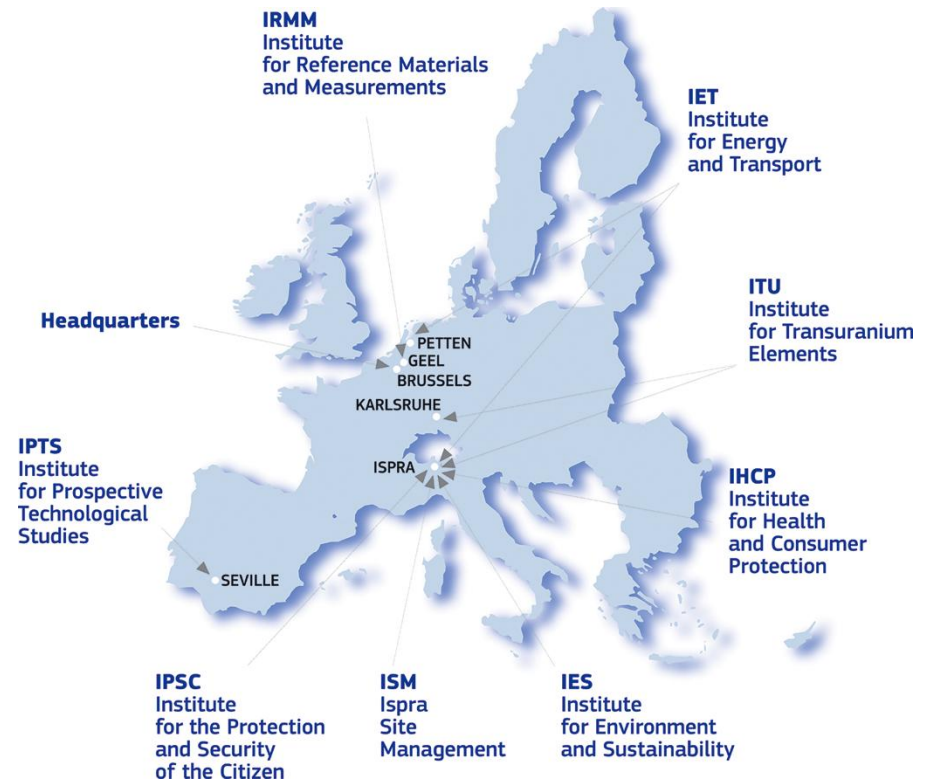 IRMM
Institute
for Reference Materials
and Measurements
IET
Institute
for Energy
and Transport
ITU
Institute
for Transuranium
Elements
Headquarters
PETTEN
GEEL
BRUSSELS
KARLSRUHE
ISPRA
IPTS
Institute
for Prospective
Technological
Studies
SEVILLE
IHCP
Institute
for Health
and Consumer
Protection
IPSC
Institute
for the Protection
and Security
of the Citizen
ISM
Ispra
Site
Management
IES
Institute
for Environment
and Sustainability